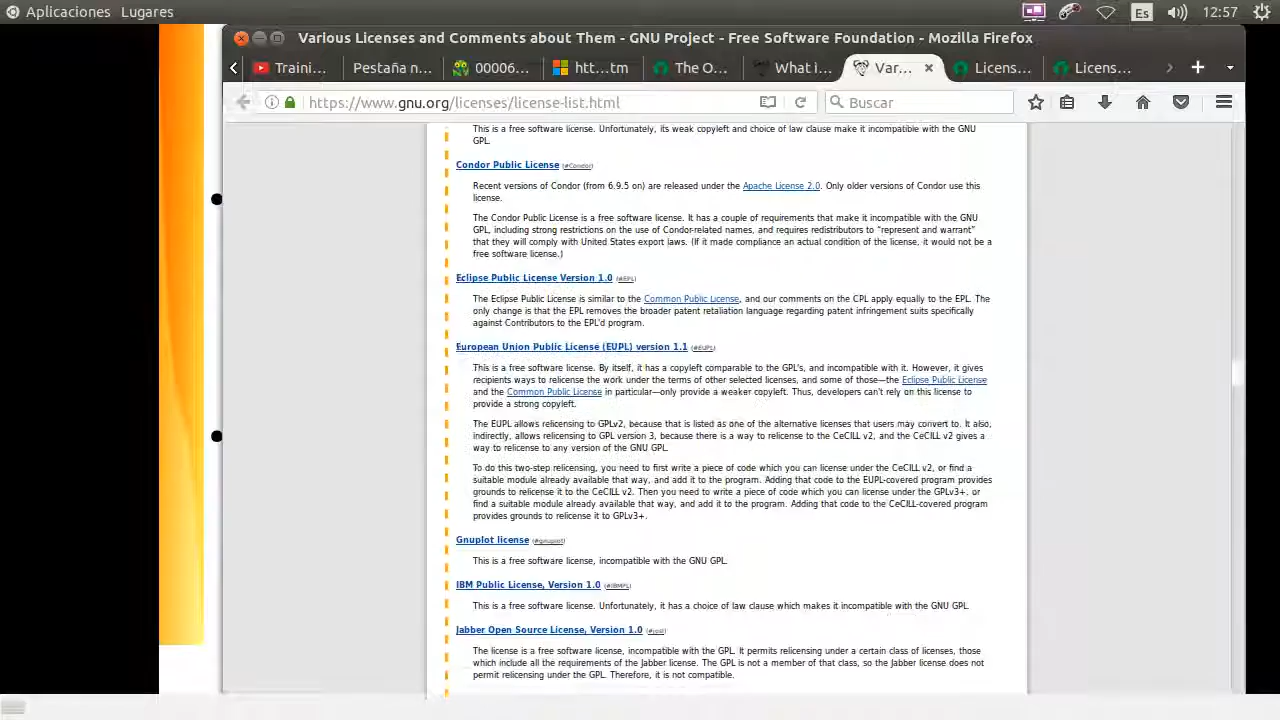 Aplicaciones Lugares Es 12:57
Various Licenses and Comments about Them - GNU Project - Free Software Foundation - Mozilla Firefox
Traini... Pestaña n... 00006... htt...tm The O... What i... Var... Licens... Licens...
https://www.gnu.org/licenses/license-list.html Buscar
This is a free software license. Unfortunately, its weak copyleft and choice of law clause make it incompatible with the GNU
GPL.
Condor Public License (#Condor)
Recent versions of Condor (from 6.9.5 on) are released under the Apache License 2.0. Only older versions of Condor use this
license.
The Condor Public License is a free software license. It has a couple of requirements that make it incompatible with the GNU
GPL, including strong restrictions on the use of Condor-related names, and requires redistributors to “represent and warrant”
that they will comply with United States export laws. (If it made compliance an actual condition of the license, it would not be a
free software license.)
Eclipse Public License Version 1.0 (#EPL)
The Eclipse Public License is similar to the Common Public License, and our comments on the CPL apply equally to the EPL. The
only change is that the EPL removes the broader patent retaliation language regarding patent infringement suits specifically
against Contributors to the EPL'd program.
European Union Public License (EUPL) version 1.1 (#EUPL)
This is a free software license. By itself, it has a copyleft comparable to the GPL's, and incompatible with it. However, it gives
recipients ways to relicense the work under the terms of other selected licenses, and some of those—the Eclipse Public License
and the Common Public License in particular—only provide a weaker copyleft. Thus, developers can't rely on this license to
provide a strong copyleft.
The EUPL allows relicensing to GPLv2, because that is listed as one of the alternative licenses that users may convert to. It also,
indirectly, allows relicensing to GPL version 3, because there is a way to relicense to the CeCILL v2, and the CeCILL v2 gives a
way to relicense to any version of the GNU GPL.
To do this two-step relicensing, you need to first write a piece of code which you can license under the CeCILL v2, or find a
suitable module already available that way, and add it to the program. Adding that code to the EUPL-covered program provides
grounds to relicense it to the CeCILL v2. Then you need to write a piece of code which you can license under the GPLv3+, or
find a suitable module already available that way, and add it to the program. Adding that code to the CeCILL-covered program
provides grounds to relicense it to GPLv3+.
Gnuplot license (#gnuplot)
This is a free software license, incompatible with the GNU GPL.
IBM Public License, Version 1.0 (#IBMPL)
This is a free software license. Unfortunately, it has a choice of law clause which makes it incompatible with the GNU GPL.
Jabber Open Source License, Version 1.0 (#josl)
The license is a free software license, incompatible with the GPL. It permits relicensing under a certain class of licenses, those
which include all the requirements of the Jabber license. The GPL is not a member of that class, so the Jabber license does not
permit relicensing under the GPL. Therefore, it is not compatible.